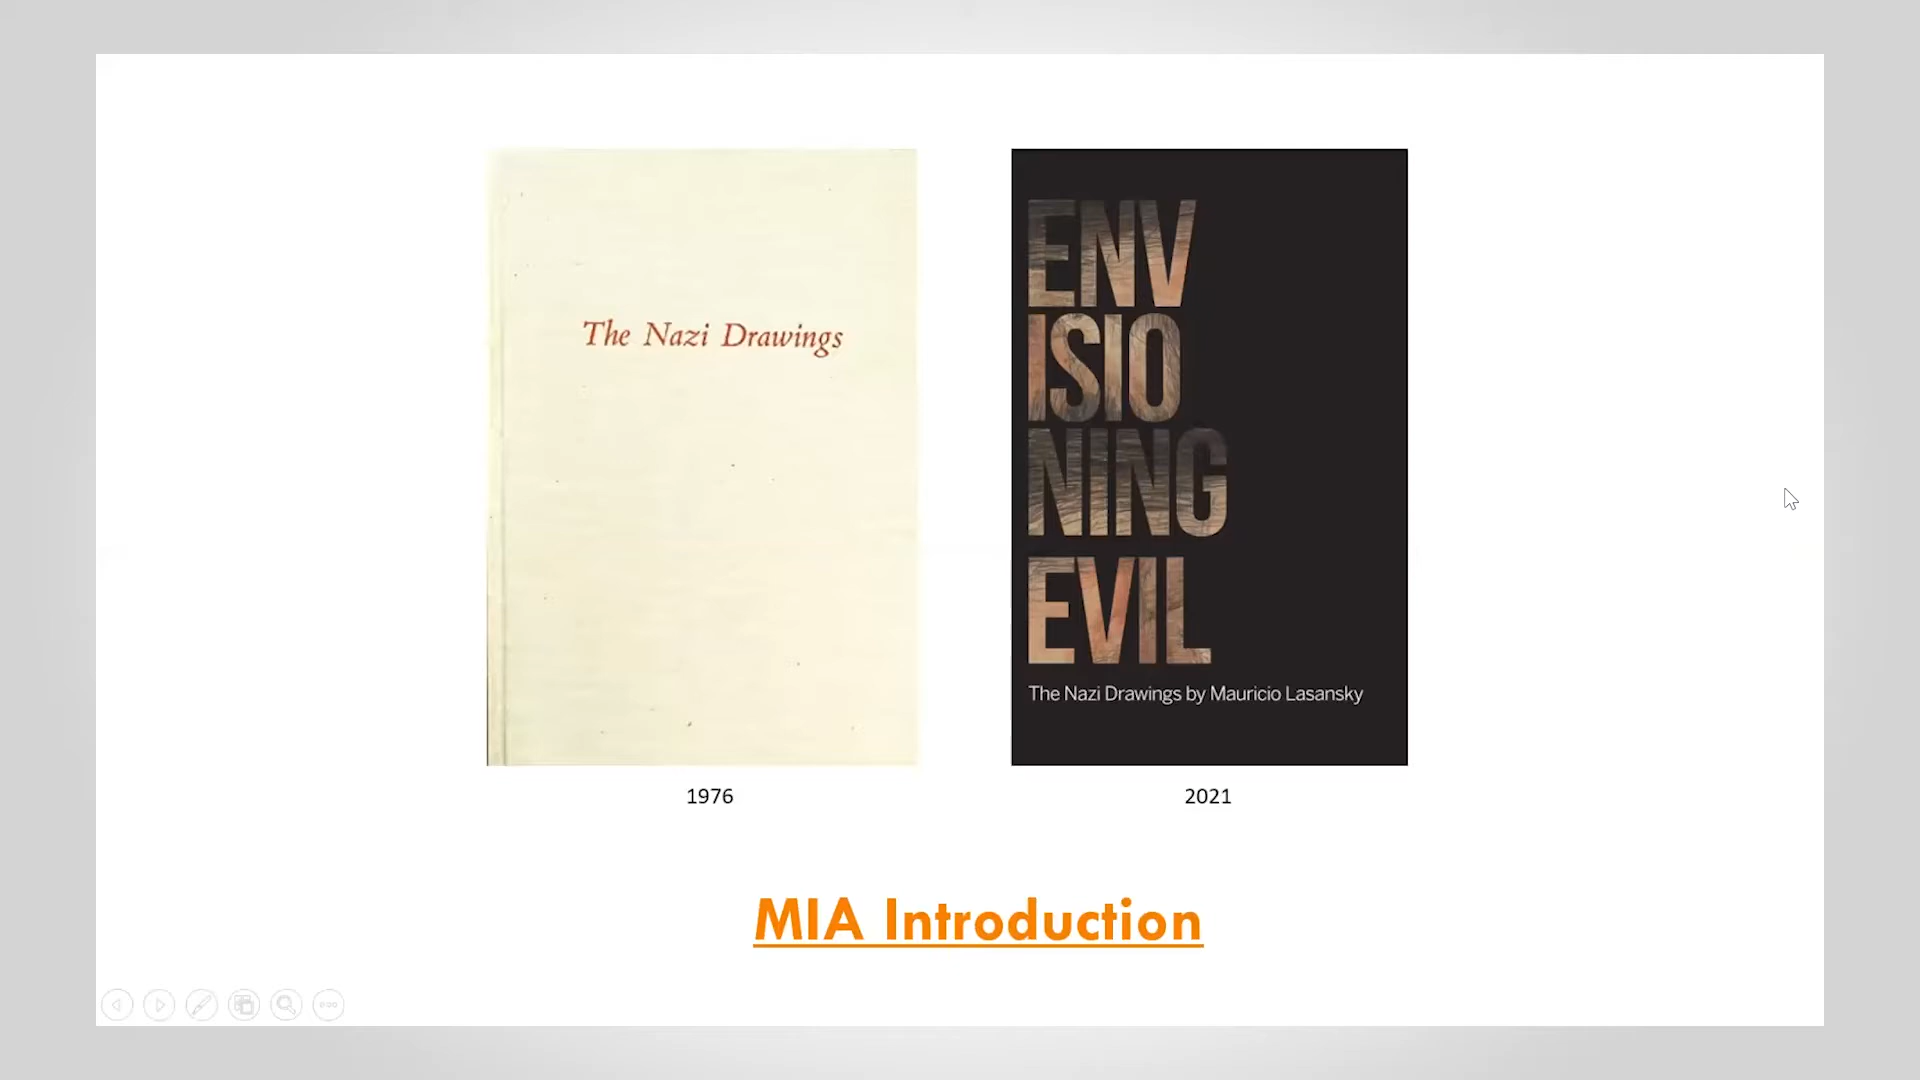 The Nazi Drawings
ENV
ISIO
NING
EVIL
The Nazi Drawings by Mauricio Lasansky
1976
2021
MIA Introduction